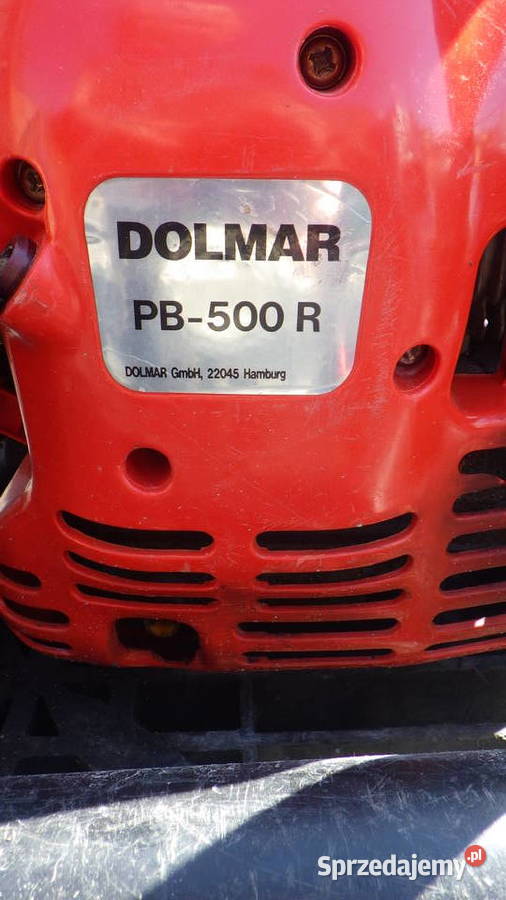 DOLMAR
PB-500 R
DOLMAR GmbH, 22045 Hamburg
Sprzedajemy.pl